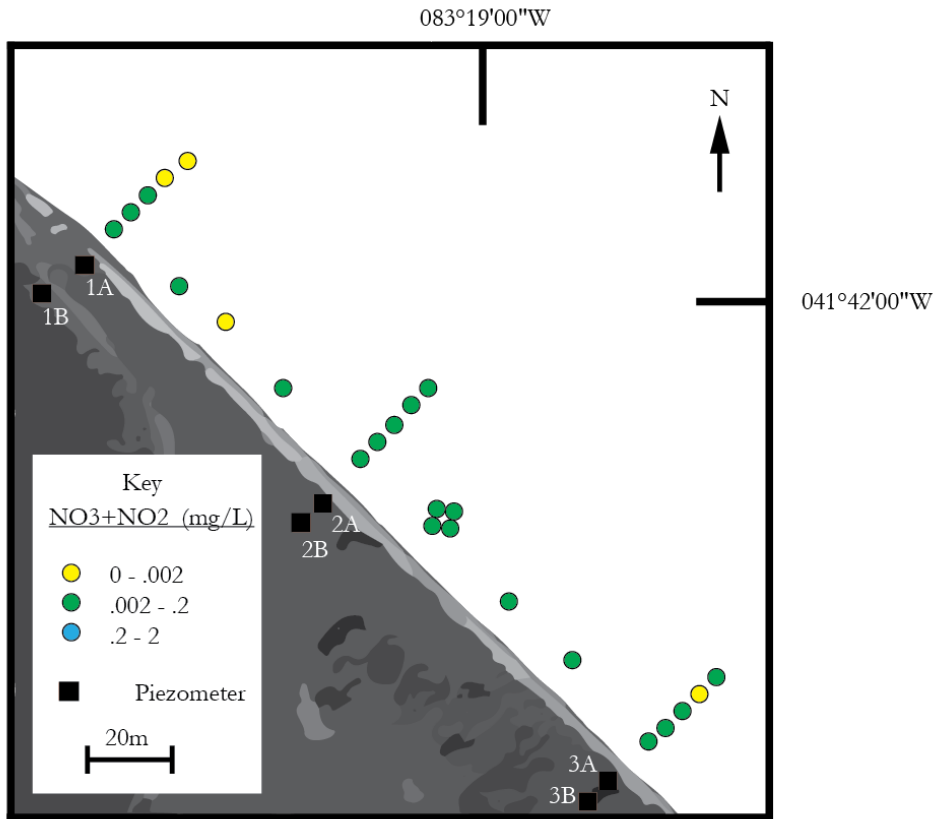 083°19'00"W
N
041°42'00"W
1A
1B
2A
2B
Key
NO3+NO2 (mg/L)
0 - .002
.002 - .2
.2 - 2
Piezometer
20m
3A
3B